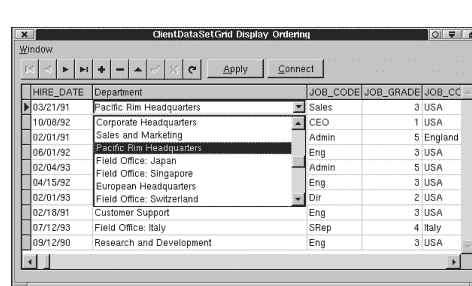 ClientDataSetGrid Display Ordering
Window
Apply Connect
HIRE_DATE Department JOB_CODE JOB_GRADE JOB_CC
03/21/91 Pacific Rim Headquarters Sales 3 USA
10/08/92 Corporate Headquarters CEO 1 USA
02/01/91 Sales and Marketing Admin 5 England
06/01/92 Pacific Rim Headquarters Eng 3 USA
02/04/93 Field Office: Japan Admin 5 USA
04/15/92 Field Office: Singapore Eng 3 USA
European Headquarters
02/01/93 Field Office: Switzerland Dir 2 USA
02/18/91 Customer Support Eng 3 USA
07/12/93 Field Office: Italy SRep 4 Italy
09/12/90 Research and Development Eng 3 USA